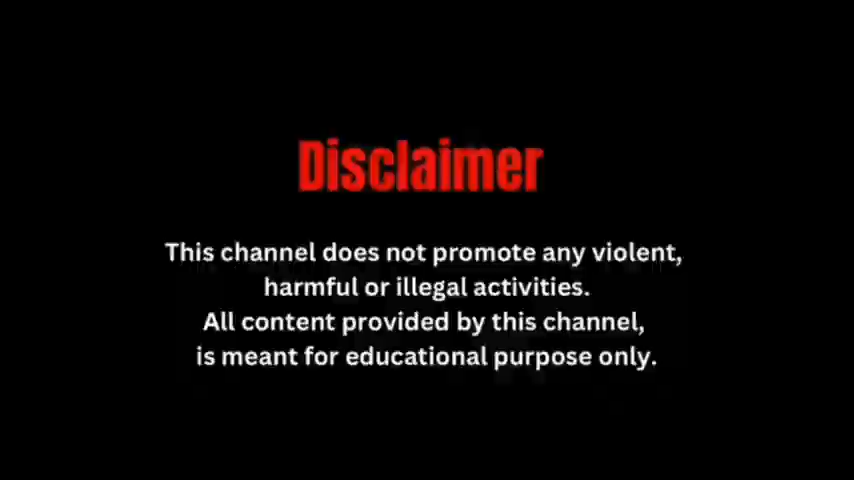 Disclaimer
This channel does not promote any violent,
harmful or illegal activities.
All content provided by this channel,
is meant for educational purpose only.